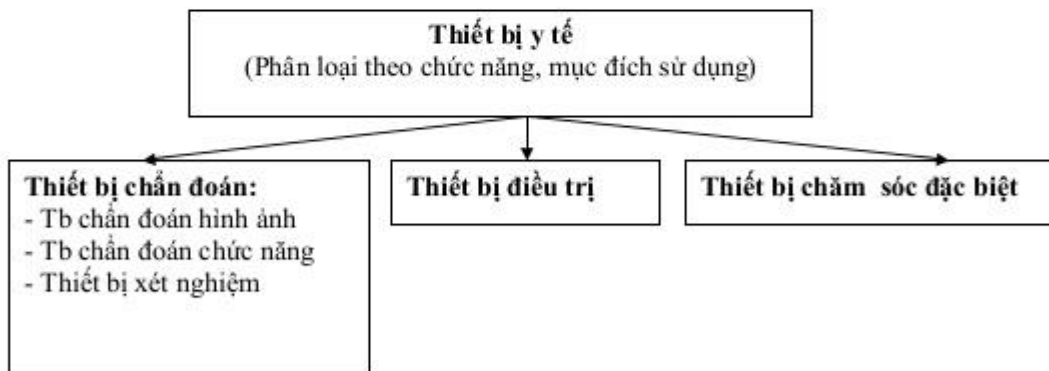 Thiết bị y tế
(Phân loại theo chức năng, mục đích sử dụng)
Thiết bị chẩn đoán:
- Tb chẩn đoán hình ảnh
- Tb chẩn đoán chức năng
- Thiết bị xét nghiệm
Thiết bị điều trị
Thiết bị chăm sóc đặc biệt